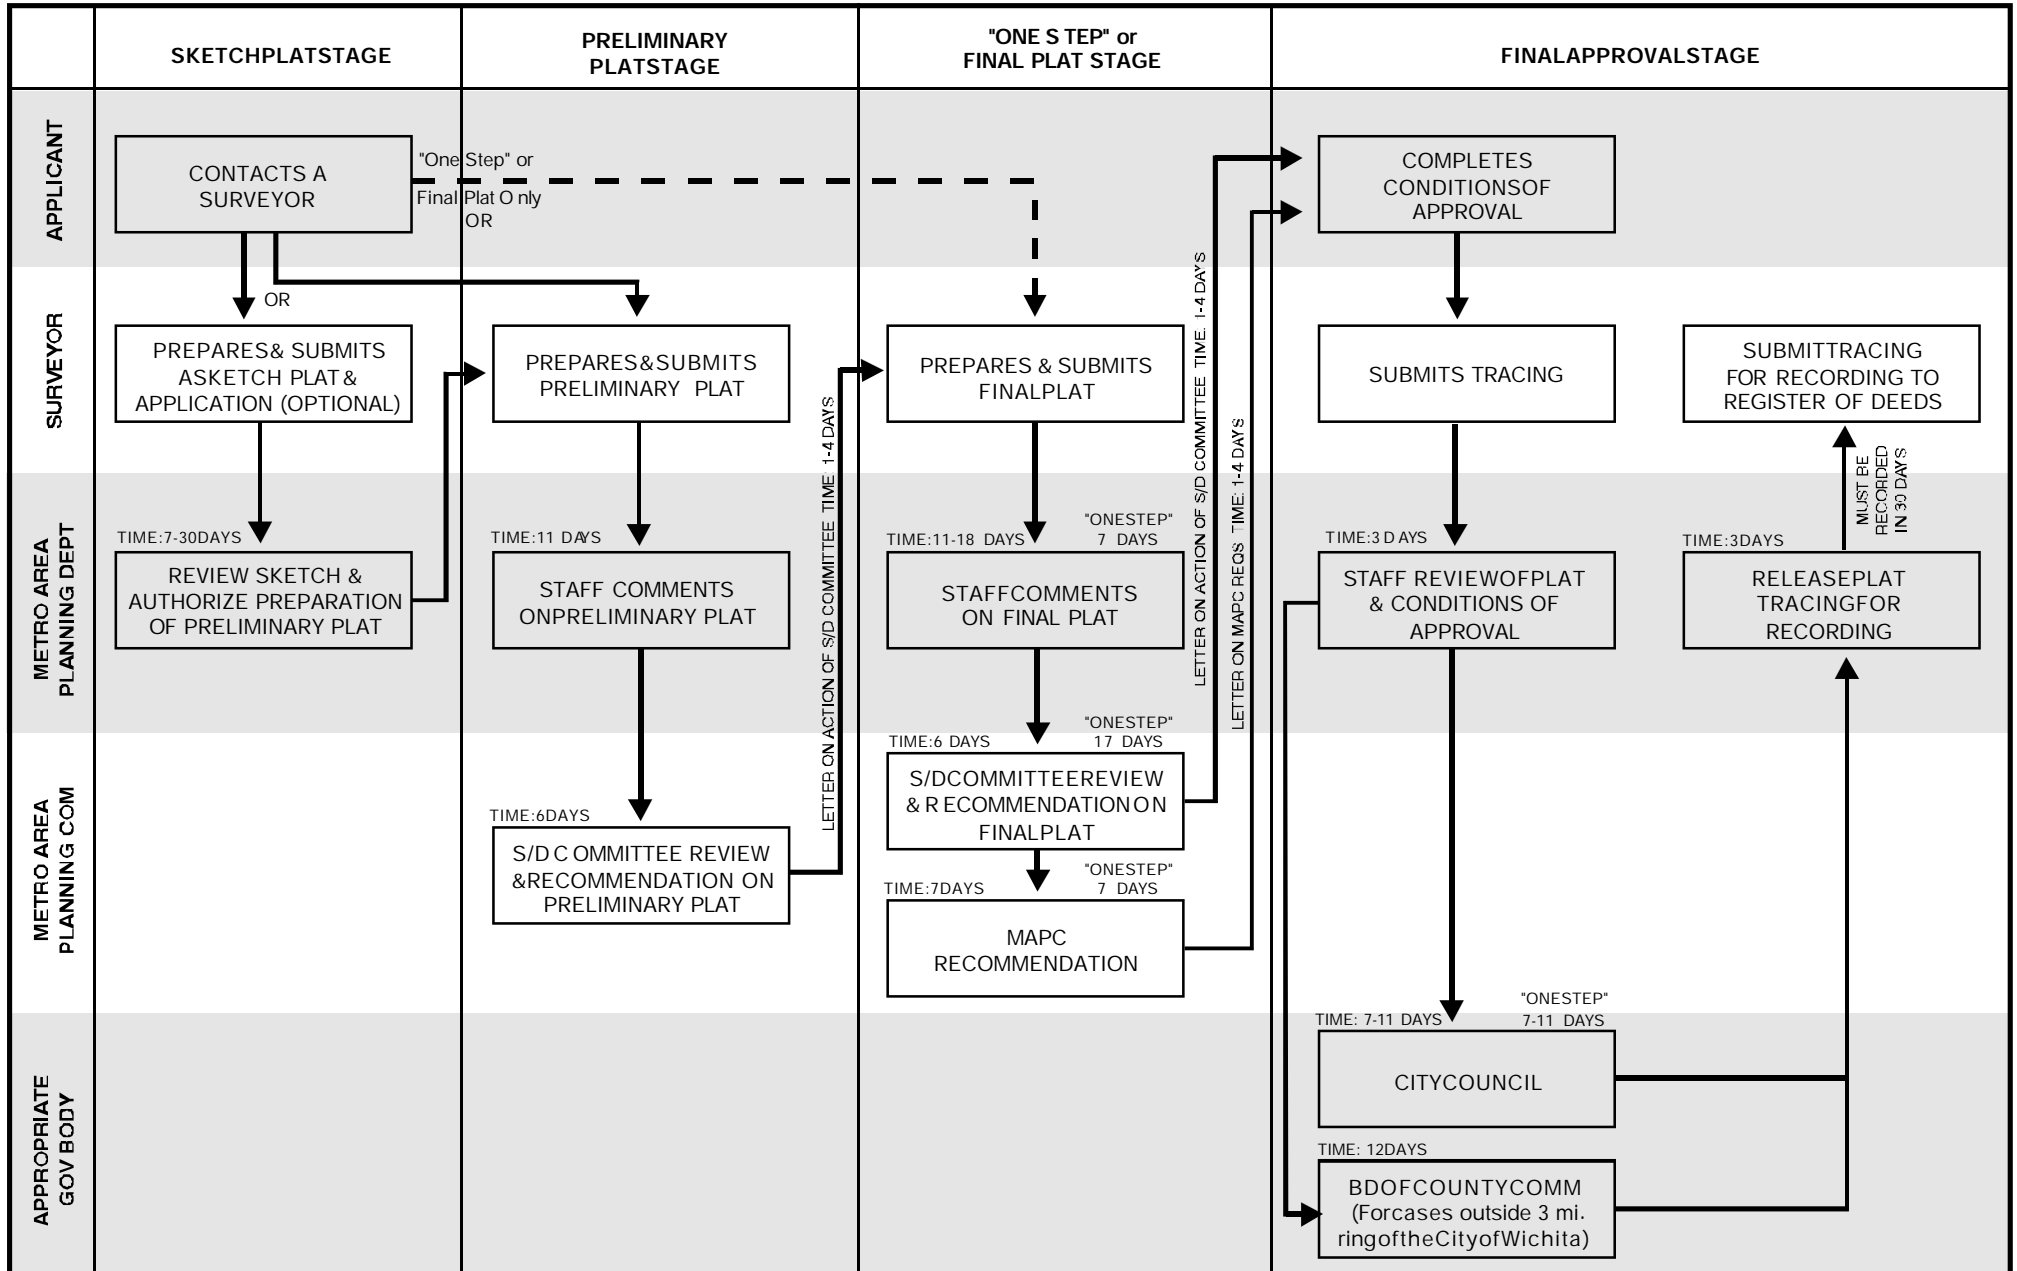 SKETCHPLATSTAGE
PRELIMINARY
PLATSTAGE
"ONE S TEP" or
FINAL PLAT STAGE
FINALAPPROVALSTAGE
APPLICANT
CONTACTS A
SURVEYOR
"One Step" or
Final Plat O nly
OR
COMPLETES
CONDITIONSOF
APPROVAL
SURVEYOR
OR
PREPARES& SUBMITS
ASKETCH PLAT&
APPLICATION (OPTIONAL)
PREPARES&SUBMITS
PRELIMINARY PLAT
PREPARES & SUBMITS
FINALPLAT
SUBMITS TRACING
SUBMITTRACING
FOR RECORDING TO
REGISTER OF DEEDS
LETTER ON ACTION OF S/D COMMITTEE TIME: 1-4 DAYS
LETTER ON ACTION OF S/D COMMITTEE TIME. 1-4 DAYS
LETTER ON MAPC REQS TIME: 1-4 DAYS
MUST BE
RECORDED
IN 30 DAYS
METRO AREA
PLANNING DEPT
TIME:7-30DAYS
REVIEW SKETCH &
AUTHORIZE PREPARATION
OF PRELIMINARY PLAT
TIME:11 DAYS
STAFF COMMENTS
ONPRELIMINARY PLAT
TIME:11-18 DAYS
"ONESTEP"
7 DAYS
STAFFCOMMENTS
ON FINAL PLAT
TIME:3 DAYS
STAFF REVIEWOFPLAT
& CONDITIONS OF
APPROVAL
TIME:3DAYS
RELEASEPLAT
TRACINGFOR
RECORDING
METRO AREA
PLANNING COM
TIME:6DAYS
S/D C OMMITTEE REVIEW
&RECOMMENDATION ON
PRELIMINARY PLAT
TIME:6 DAYS
"ONESTEP"
17 DAYS
S/DCOMMITTEEREVIEW
& R ECOMMENDATION ON
FINALPLAT
TIME:7DAYS
"ONESTEP"
7 DAYS
MAPC
RECOMMENDATION
APPROPRIATE
GOV BODY
TIME: 7-11 DAYS
"ONESTEP"
7-11 DAYS
CITYCOUNCIL
TIME: 12DAYS
BDOFCOUNTYCOMM
(Forcases outside 3 mi.
ringoftheCityofWichita)